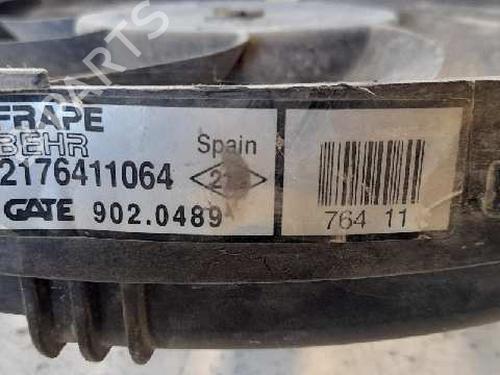 FRAPE
BEHR
Spain
2176411064
GATE 902.0489
764 11